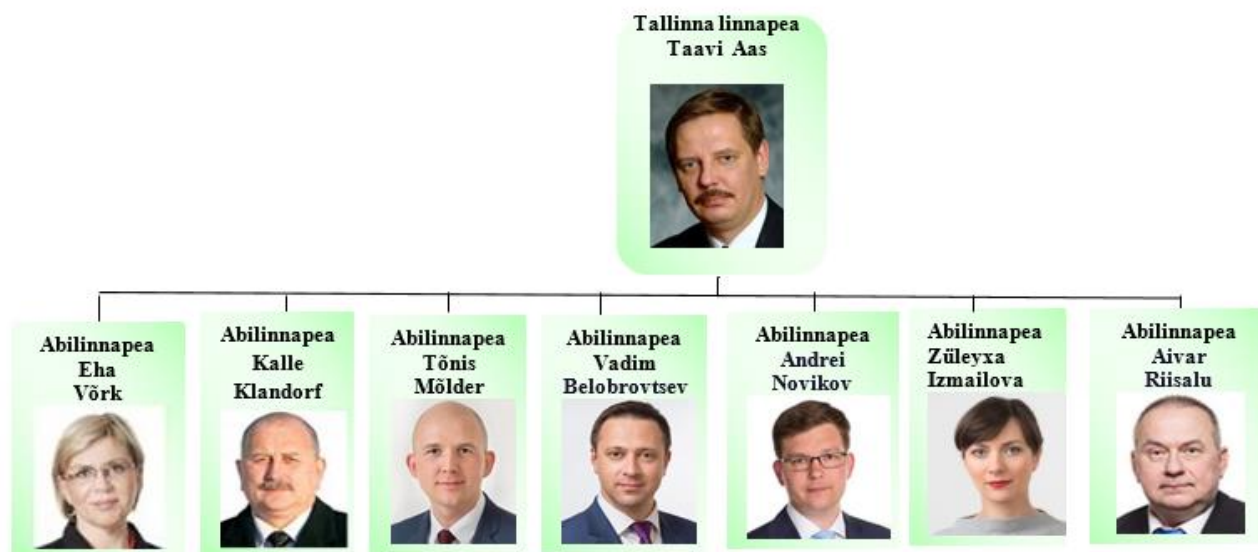 Tallinna linnapea
Taavi Aas
Abilinnapea
Eha
Võrk
Abilinnapea
Kalle
Klandorf
Abilinnapea
Tõnis
Mõlder
Abilinnapea
Vadim
Belobrovtsev
Abilinnapea
Andrei
Novikov
Abilinnapea
Züleyxa
Izmailova
Abilinnapea
Aivar
Riisalu